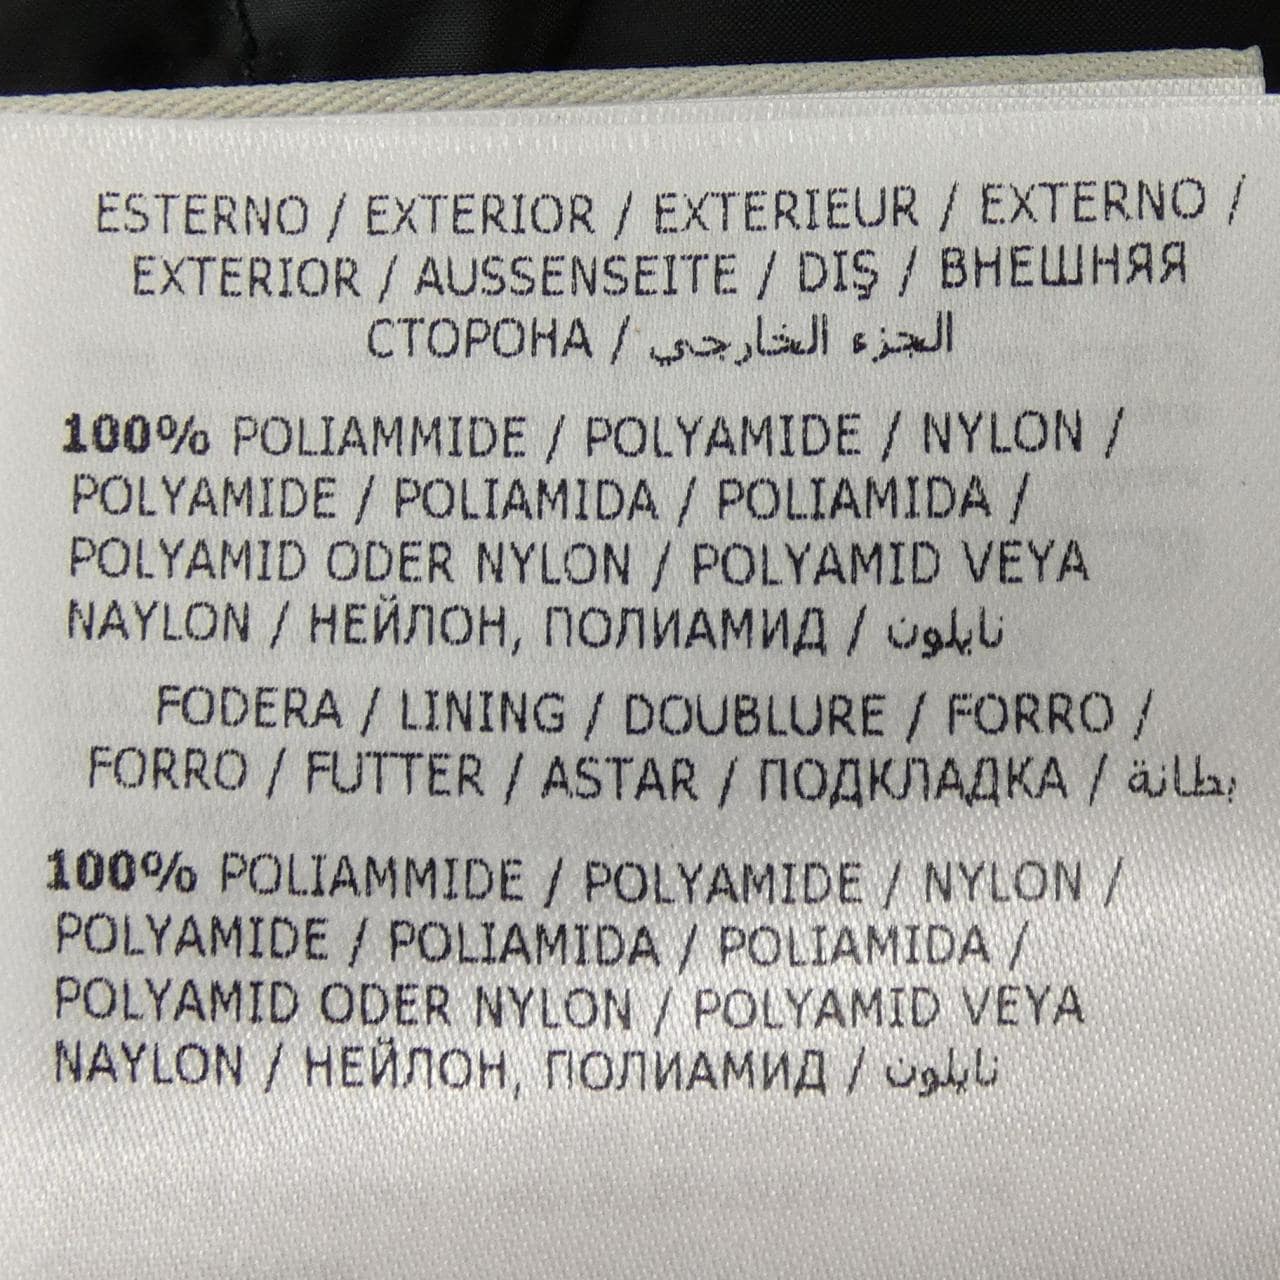 ESTERNO / EXTERIOR / EXTERIEUR / EXTERNO /
EXTERIOR / AUSSENSEITE / DIŞ / ВНЕШНЯЯ
СТОРОНА / الجزء الخارجي
100% POLIAMMIDE / POLYAMIDE / NYLON /
POLYAMIDE / POLIAMIDA / POLIAMIDA /
POLYAMID ODER NYLON / POLYAMID VEYA
NAYLON / НЕЙЛОН, ПОЛИАМИД / نايلون
FODERA / LINING / DOUBLURE / FORRO /
FORRO / FUTTER / ASTAR / ПОДКЛАДКА / بطانة
100% POLIAMMIDE / POLYAMIDE / NYLON /
POLYAMIDE / POLIAMIDA / POLIAMIDA /
POLYAMID ODER NYLON / POLYAMID VEYA
NAYLON / НЕЙЛОН, ПОЛИАМИД / نايلون